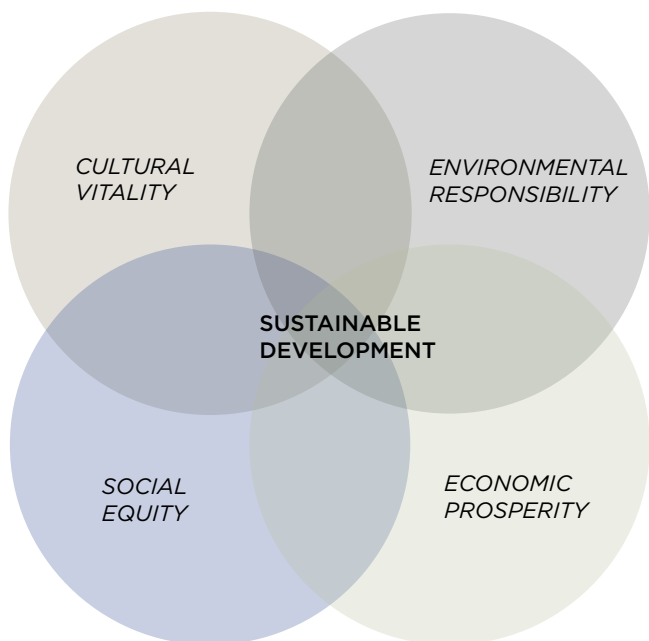 CULTURAL
VITALITY
ENVIRONMENTAL
RESPONSIBILITY
SUSTAINABLE
DEVELOPMENT
SOCIAL
EQUITY
ECONOMIC
PROSPERITY